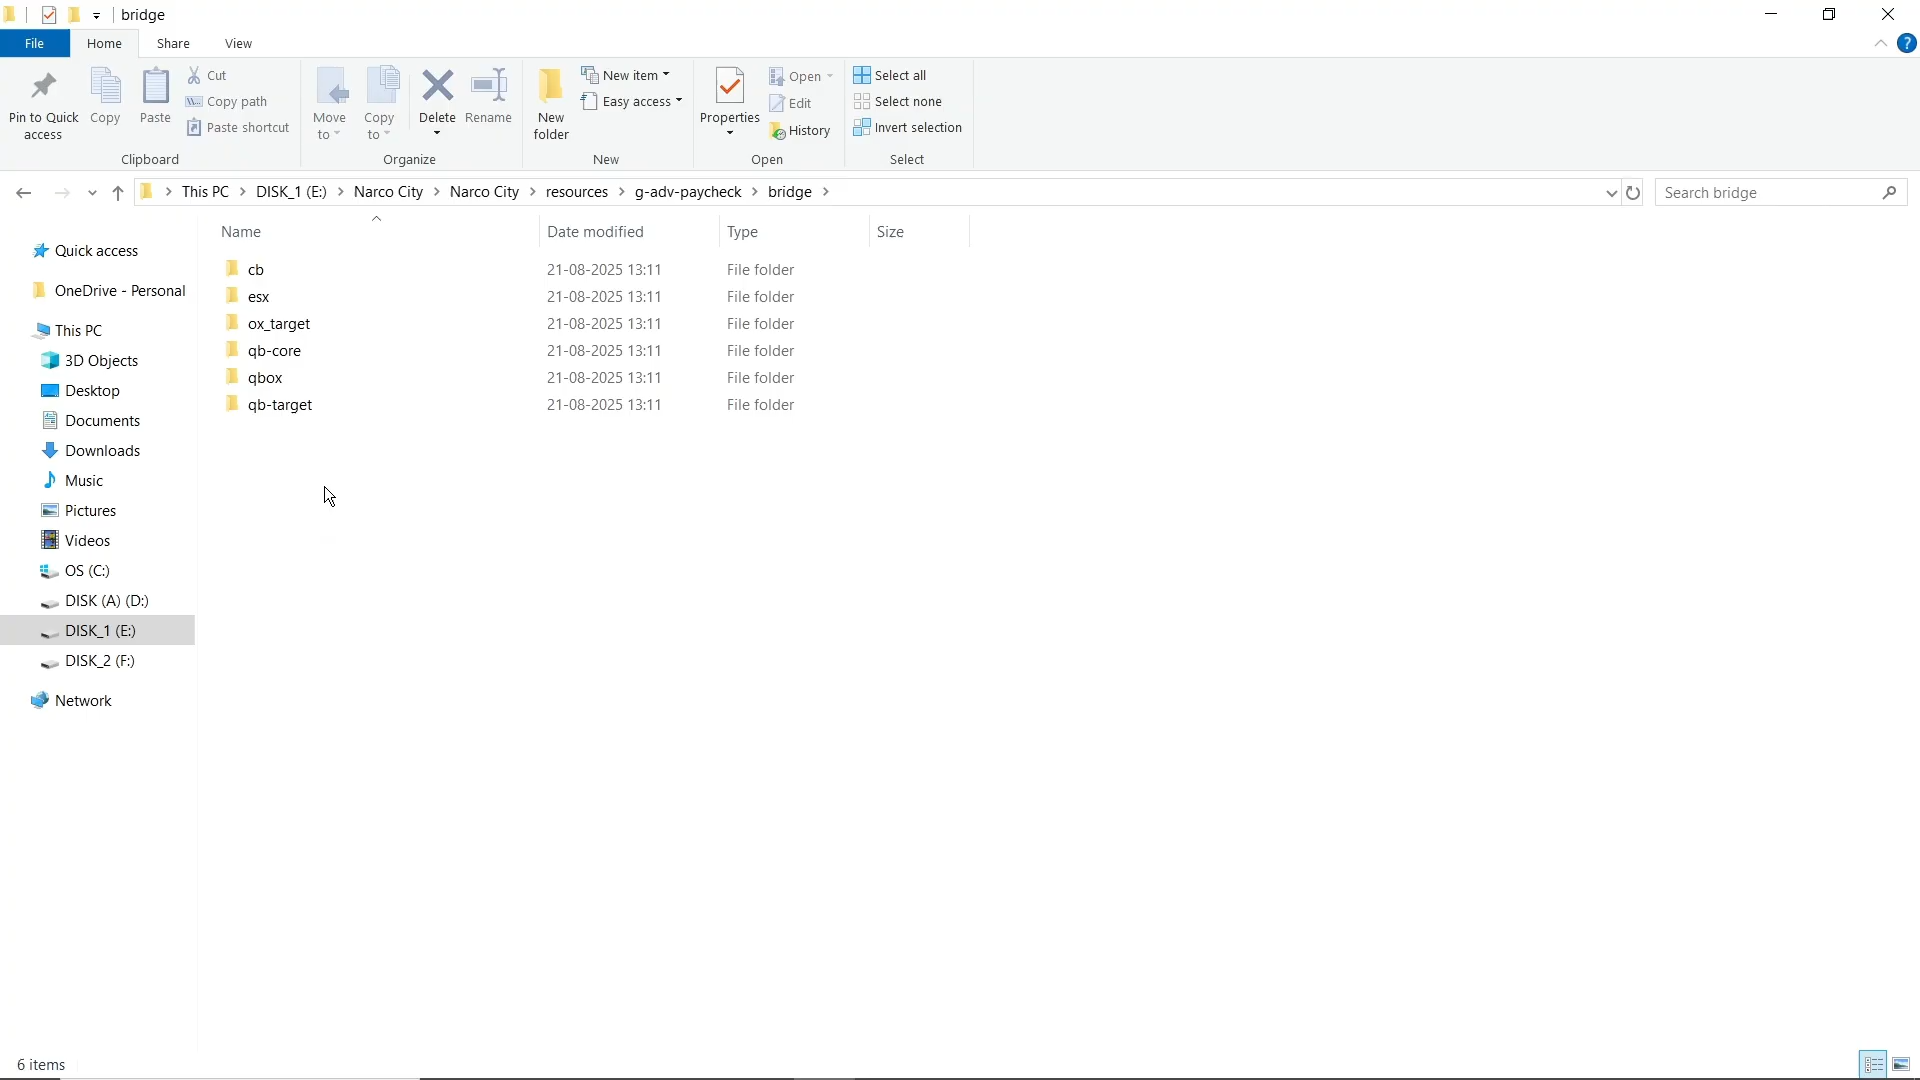 bridge
File Home Share View
Pin to Quick access
Copy
Paste
Cut
Copy path
Paste shortcut
Clipboard
Move to
Copy to
Delete
Rename
Organize
New folder
New item
Easy access
New
Properties
Open
Edit
History
Open
Select all
Select none
Invert selection
Select
This PC > DISK_1 (E:) > Narco City > Narco City > resources > g-adv-paycheck > bridge >
Search bridge
Quick access
OneDrive - Personal
This PC
3D Objects
Desktop
Documents
Downloads
Music
Pictures
Videos
OS (C:)
DISK (A) (D:)
DISK_1 (E:)
DISK_2 (F:)
Network
Name Date modified Type Size
cb 21-08-2025 13:11 File folder
esx 21-08-2025 13:11 File folder
ox_target 21-08-2025 13:11 File folder
qb-core 21-08-2025 13:11 File folder
qbox 21-08-2025 13:11 File folder
qb-target 21-08-2025 13:11 File folder
6 items